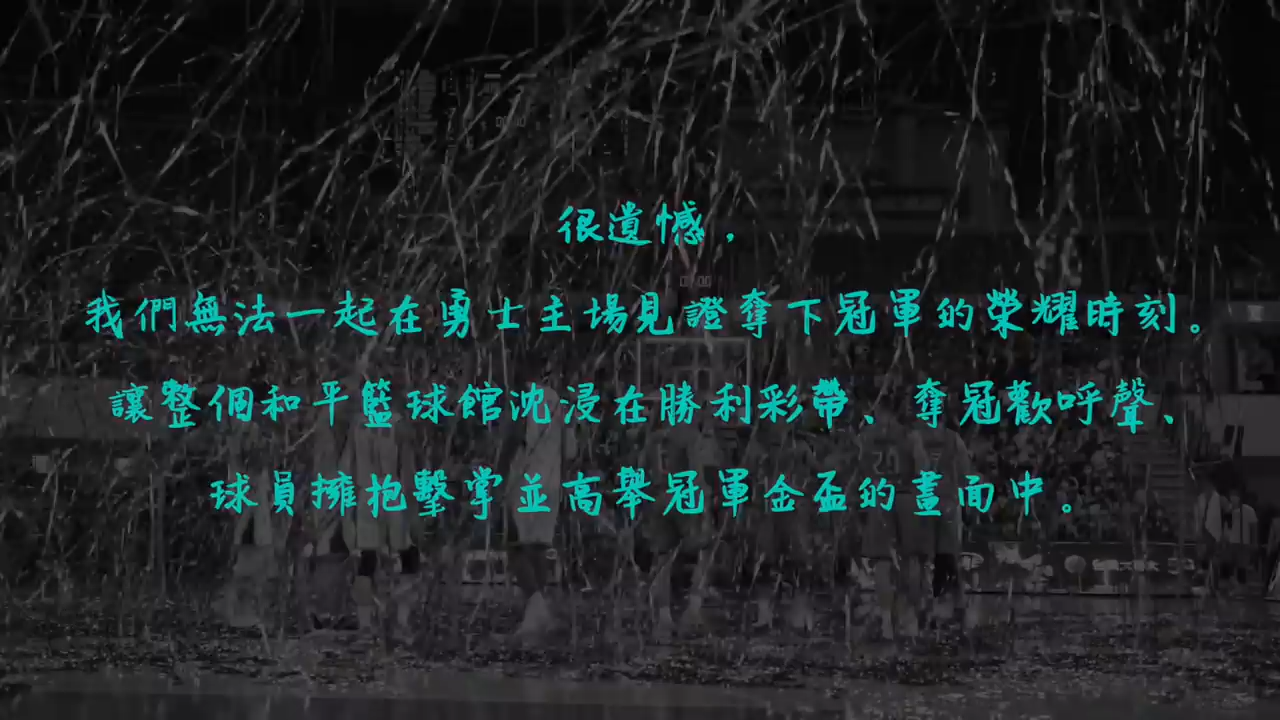 很遺憾，
我們無法一起在勇士主場見證奪下冠軍的榮耀時刻。
讓整個和平籃球館沈浸在勝利彩帶、奪冠歡呼聲、
球員擁抱擊掌並高舉冠軍金盃的畫面中。
00:00
20